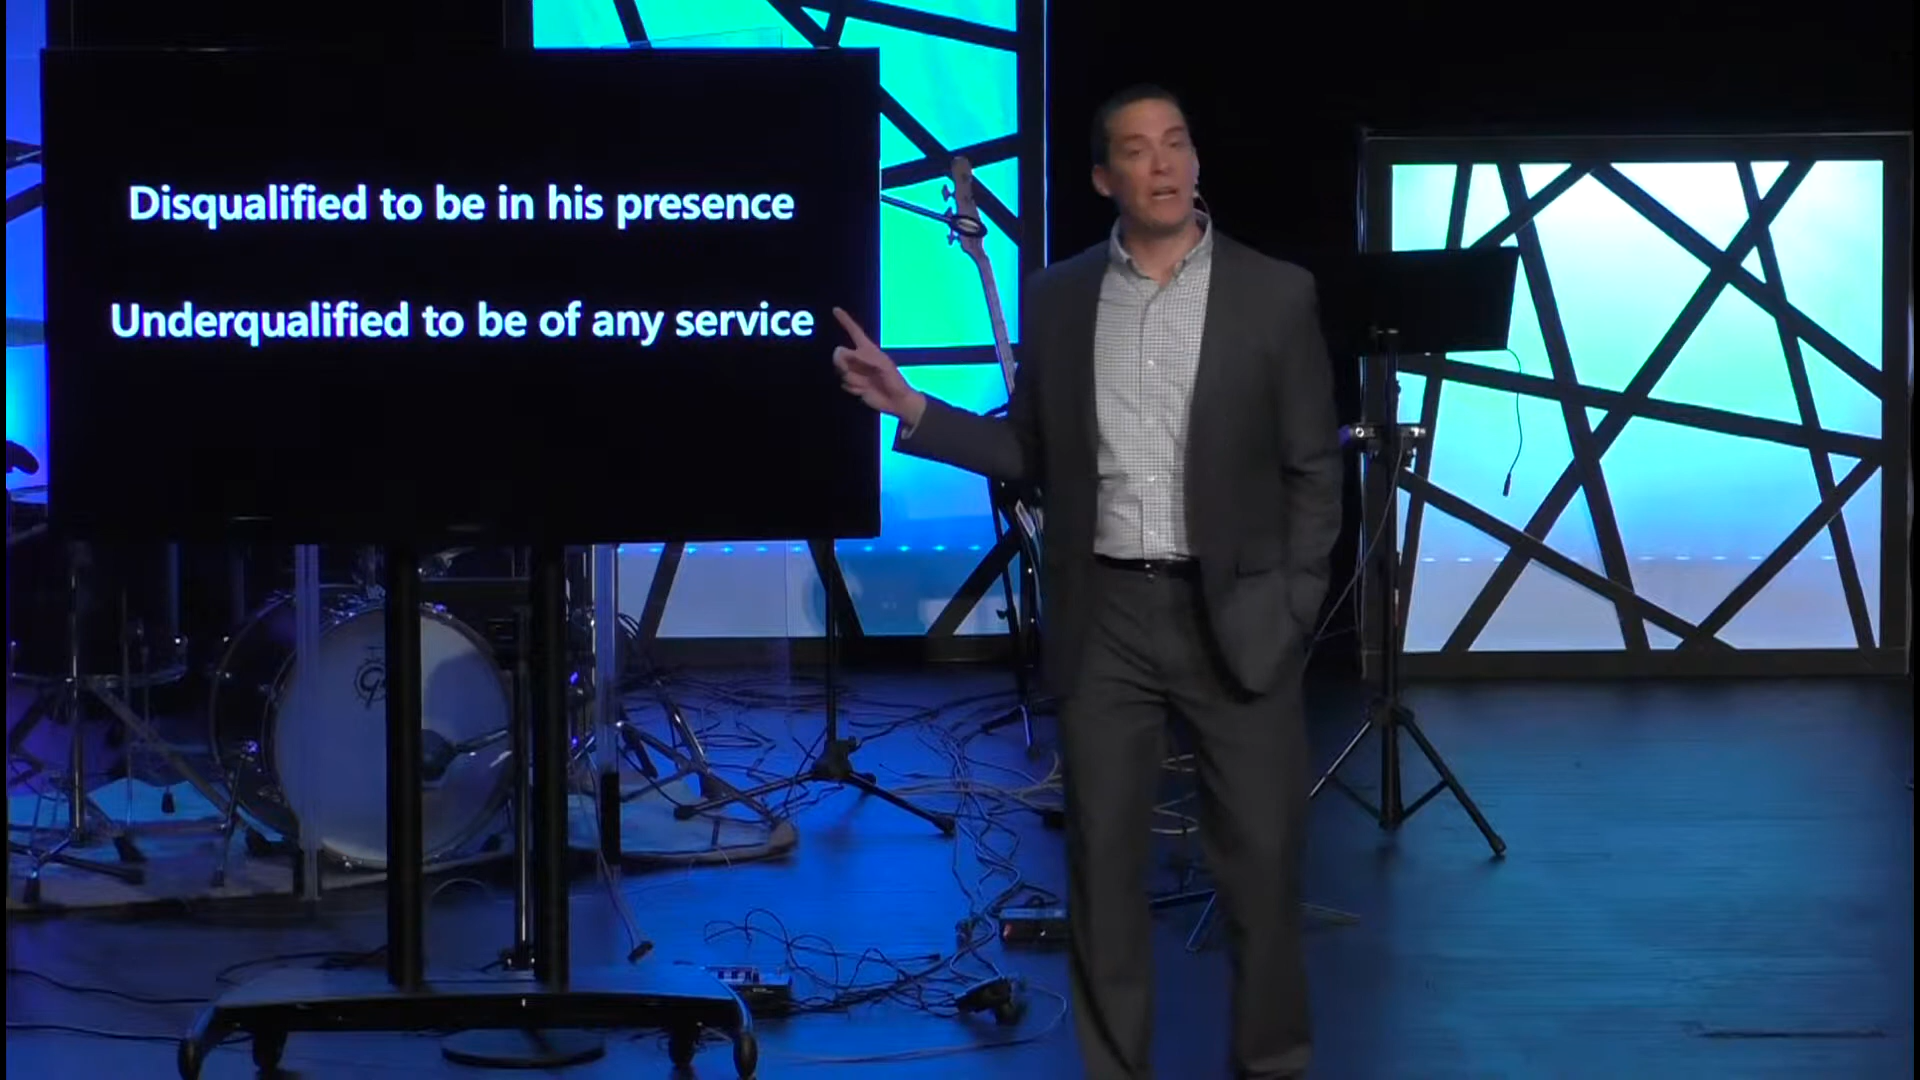 Disqualified to be in his presence
Underqualified to be of any service